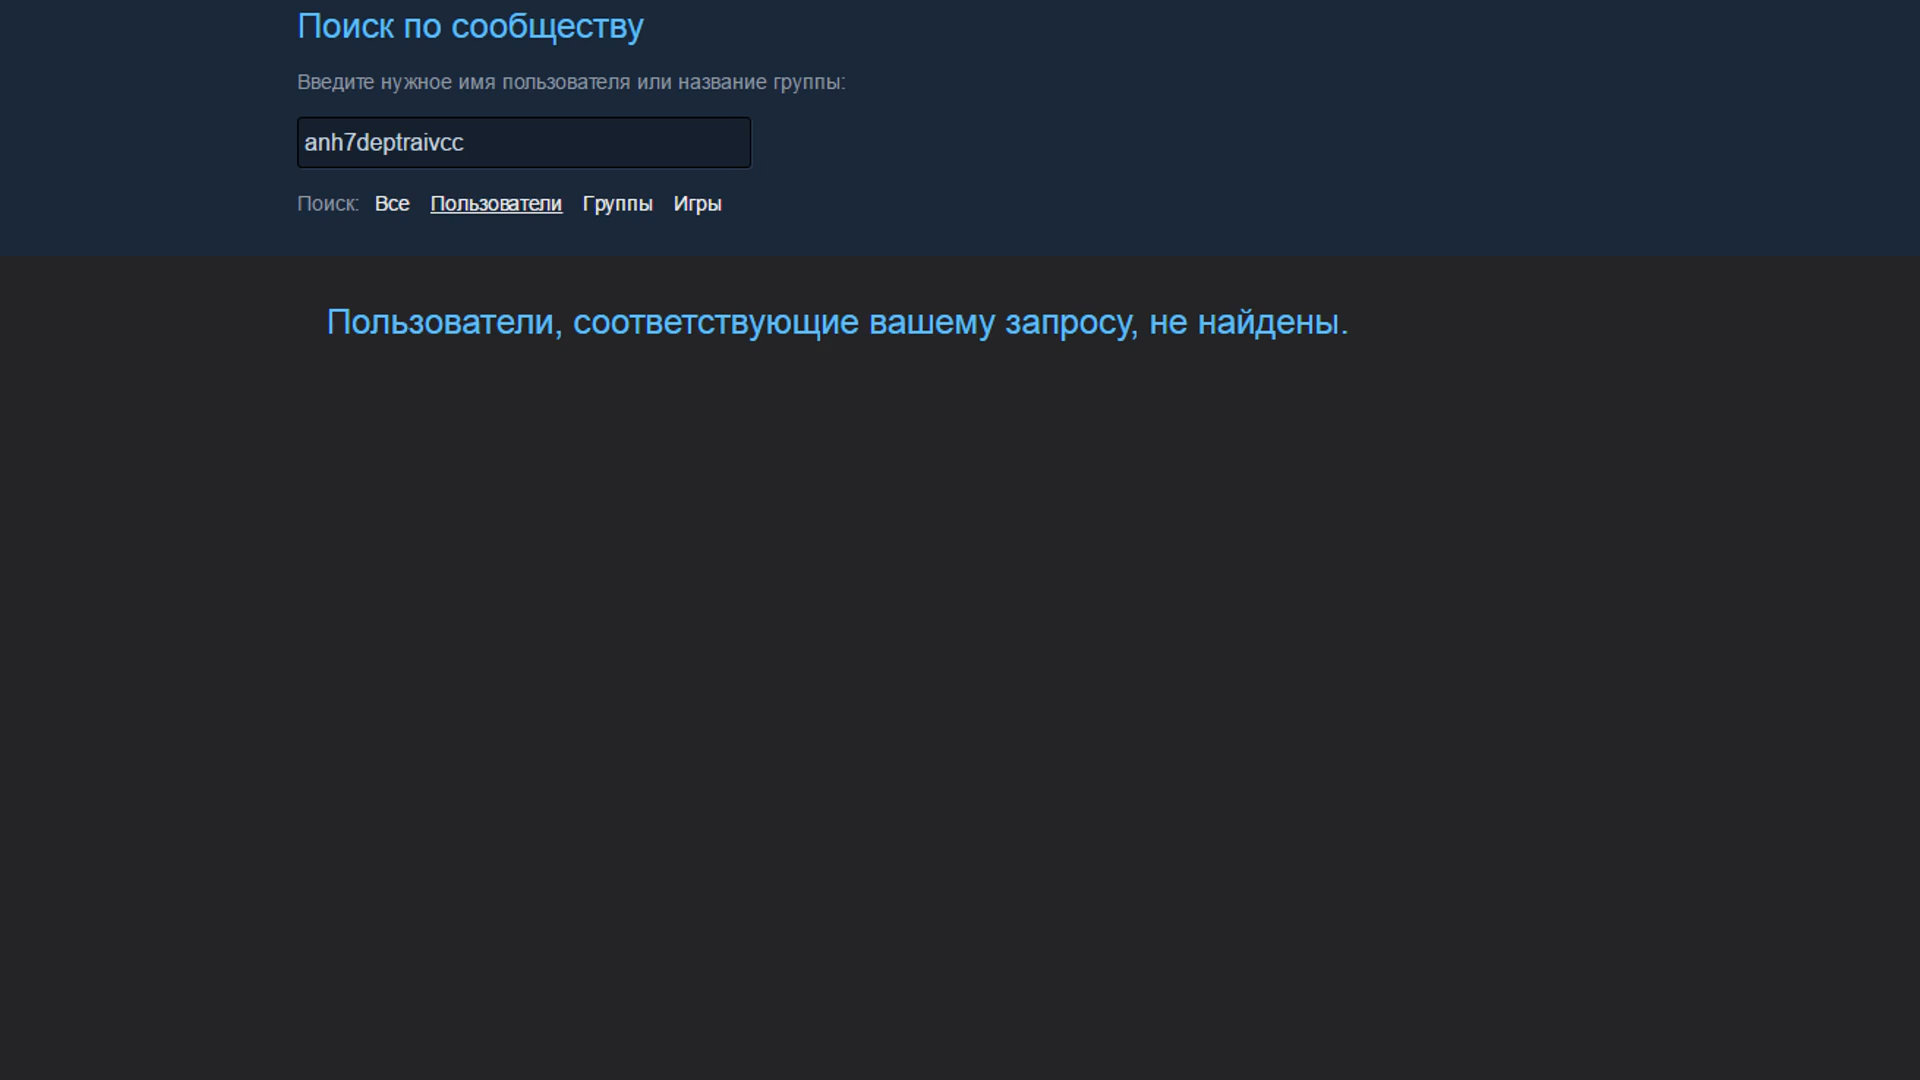 Поиск по сообществу
Введите нужное имя пользователя или название группы:
anh7deptraivcc
Поиск: Все Пользователи Группы Игры
Пользователи, соответствующие вашему запросу, не найдены.